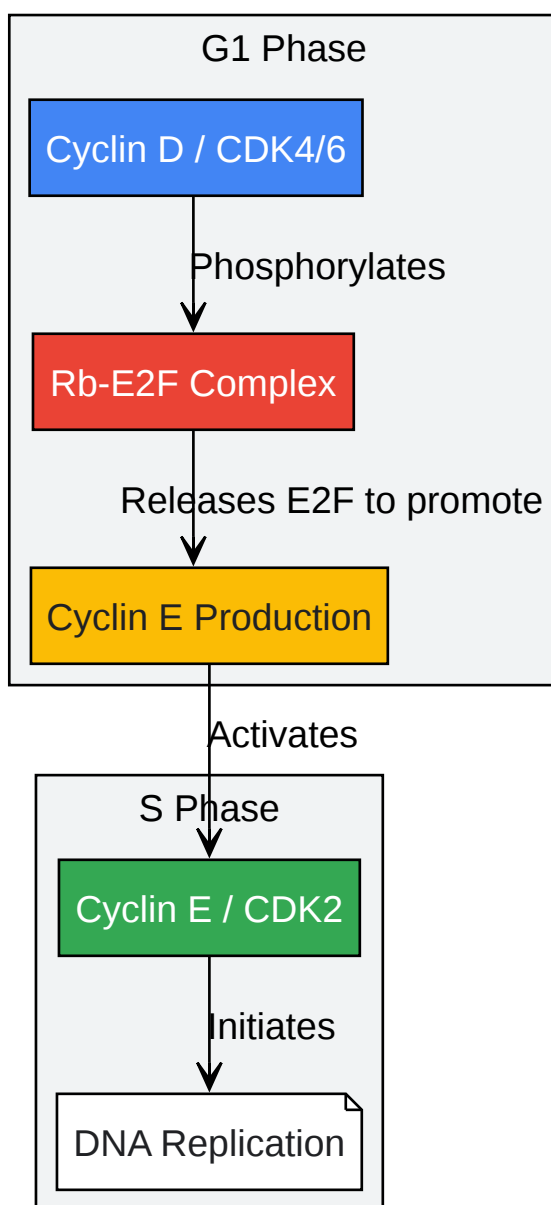 G1 Phase
Cyclin D / CDK4/6
Phosphorylates
Rb-E2F Complex
Releases E2F to promote
Cyclin E Production
Activates
S Phase
Cyclin E / CDK2
Initiates
DNA Replication